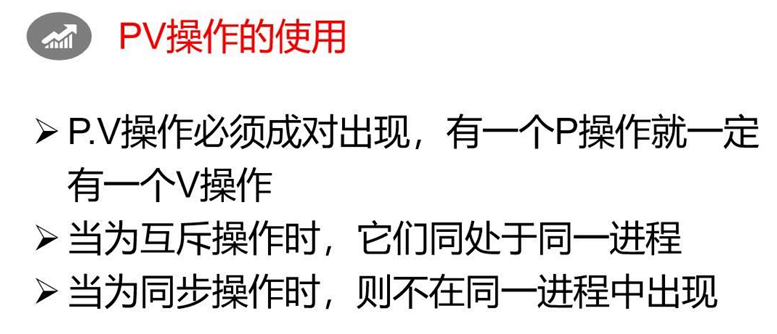 PV操作的使用
➢ P.V操作必须成对出现，有一个P操作就一定
有一个V操作
➢ 当为互斥操作时，它们同处于同一进程
➢ 当为同步操作时，则不在同一进程中出现